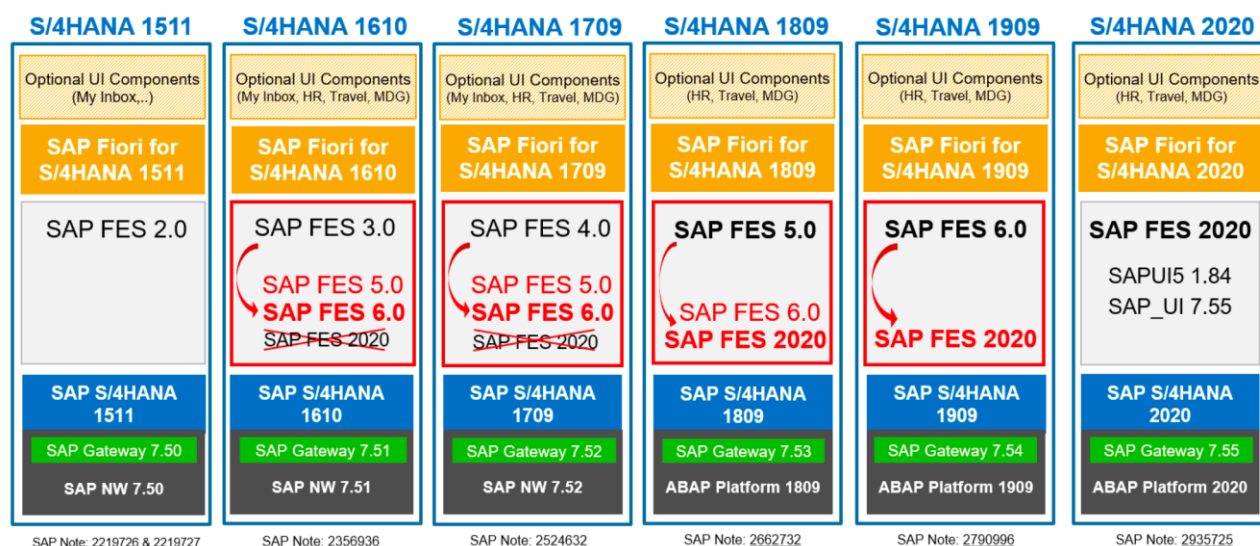 S/4HANA 1511
Optional UI Components
(My Inbox,..)
SAP Fiori for
S/4HANA 1511
SAP FES 2.0
SAP S/4HANA
1511
SAP Gateway 7.50
SAP NW 7.50
SAP Note: 2219726 & 2219727
S/4HANA 1610
Optional UI Components
(My Inbox, HR, Travel, MDG)
SAP Fiori for
S/4HANA 1610
SAP FES 3.0
SAP FES 5.0
SAP FES 6.0
SAP FES 2020
SAP S/4HANA
1610
SAP Gateway 7.51
SAP NW 7.51
SAP Note: 2356936
S/4HANA 1709
Optional UI Components
(My Inbox, HR, Travel, MDG)
SAP Fiori for
S/4HANA 1709
SAP FES 4.0
SAP FES 5.0
SAP FES 6.0
SAP FES 2020
SAP S/4HANA
1709
SAP Gateway 7.52
SAP NW 7.52
SAP Note: 2524632
S/4HANA 1809
Optional UI Components
(HR, Travel, MDG)
SAP Fiori for
S/4HANA 1809
SAP FES 5.0
SAP FES 6.0
SAP FES 2020
SAP S/4HANA
1809
SAP Gateway 7.53
ABAP Platform 1809
SAP Note: 2662732
S/4HANA 1909
Optional UI Components
(HR, Travel, MDG)
SAP Fiori for
S/4HANA 1909
SAP FES 6.0
SAP FES 2020
SAP S/4HANA
1909
SAP Gateway 7.54
ABAP Platform 1909
SAP Note: 2790996
S/4HANA 2020
Optional UI Components
(HR, Travel, MDG)
SAP Fiori for
S/4HANA 2020
SAP FES 2020
SAPUI5 1.84
SAP_UI 7.55
SAP S/4HANA
2020
SAP Gateway 7.55
ABAP Platform 2020
SAP Note: 2935725